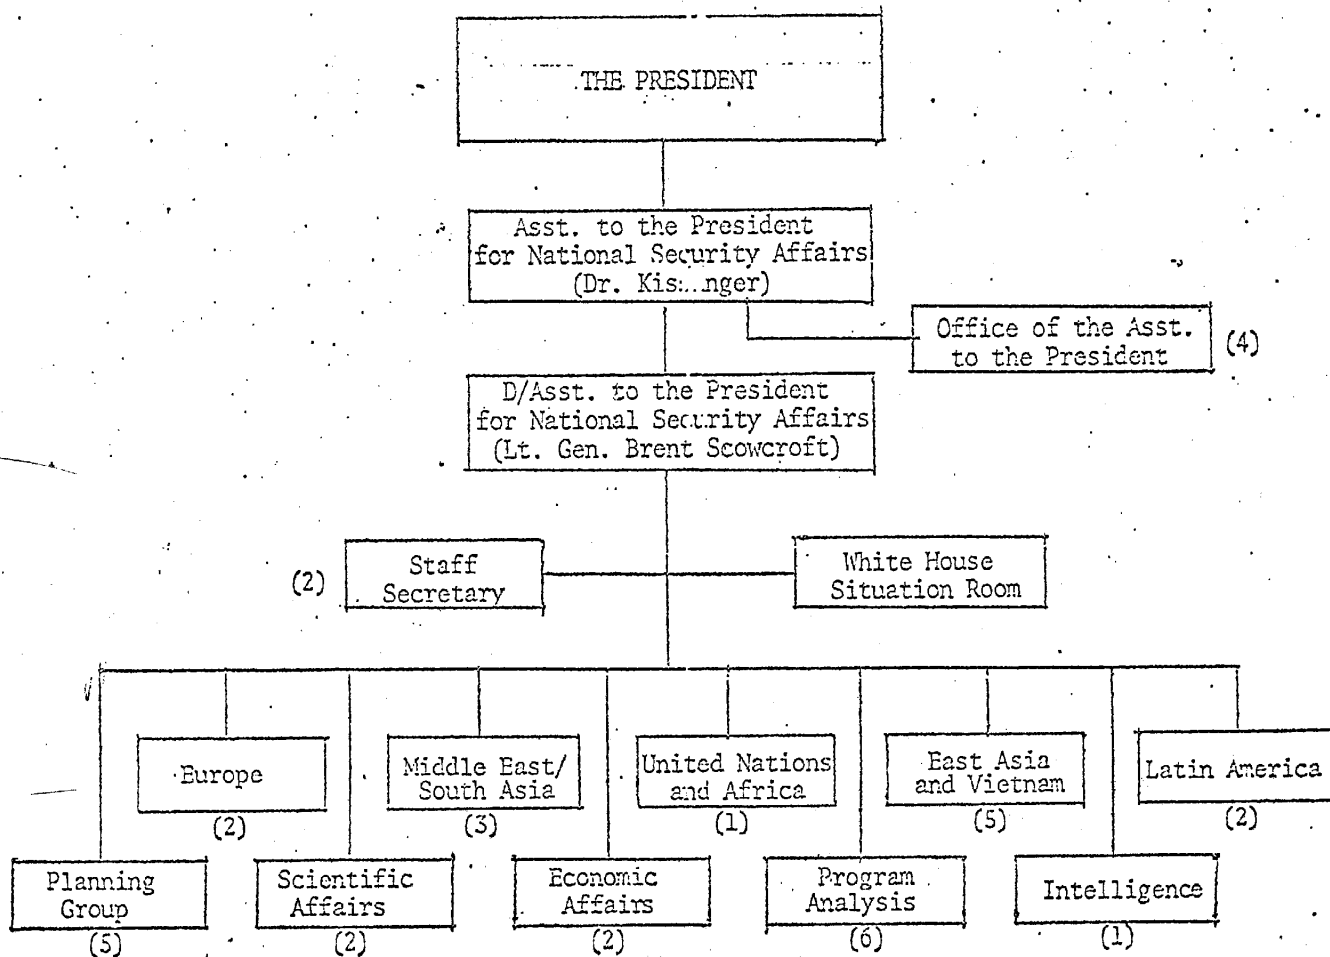 THE PRESIDENT
Asst. to the President
for National Security Affairs
(Dr. Kis...nger)
Office of the Asst.
to the President
(4)
D/Asst. to the President
for National Security Affairs
(Lt. Gen. Brent Scowcroft)
(2)
Staff
Secretary
White House
Situation Room
Europe
(2)
Middle East/
South Asia
(3)
United Nations
and Africa
(1)
East Asia
and Vietnam
(5)
Latin America
(2)
Planning
Group
(5)
Scientific
Affairs
(2)
Economic
Affairs
(2)
Program
Analysis
(6)
Intelligence
(1)